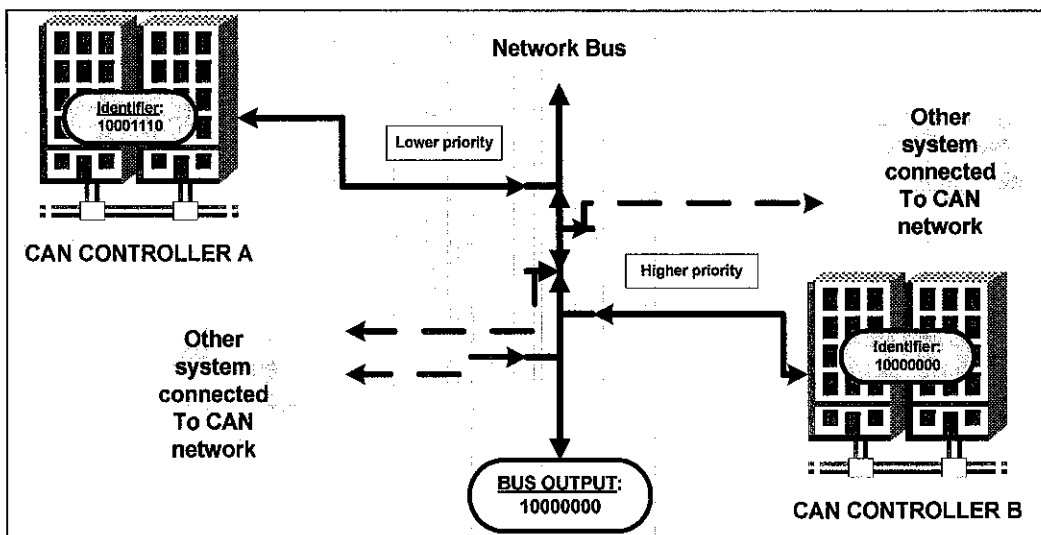 Network Bus
Identifier:
10001110
Lower priority
Other
system
connected
To CAN
network
CAN CONTROLLER A
Higher priority
Other
system
connected
To CAN
network
Identifier:
10000000
BUS OUTPUT:
10000000
CAN CONTROLLER B